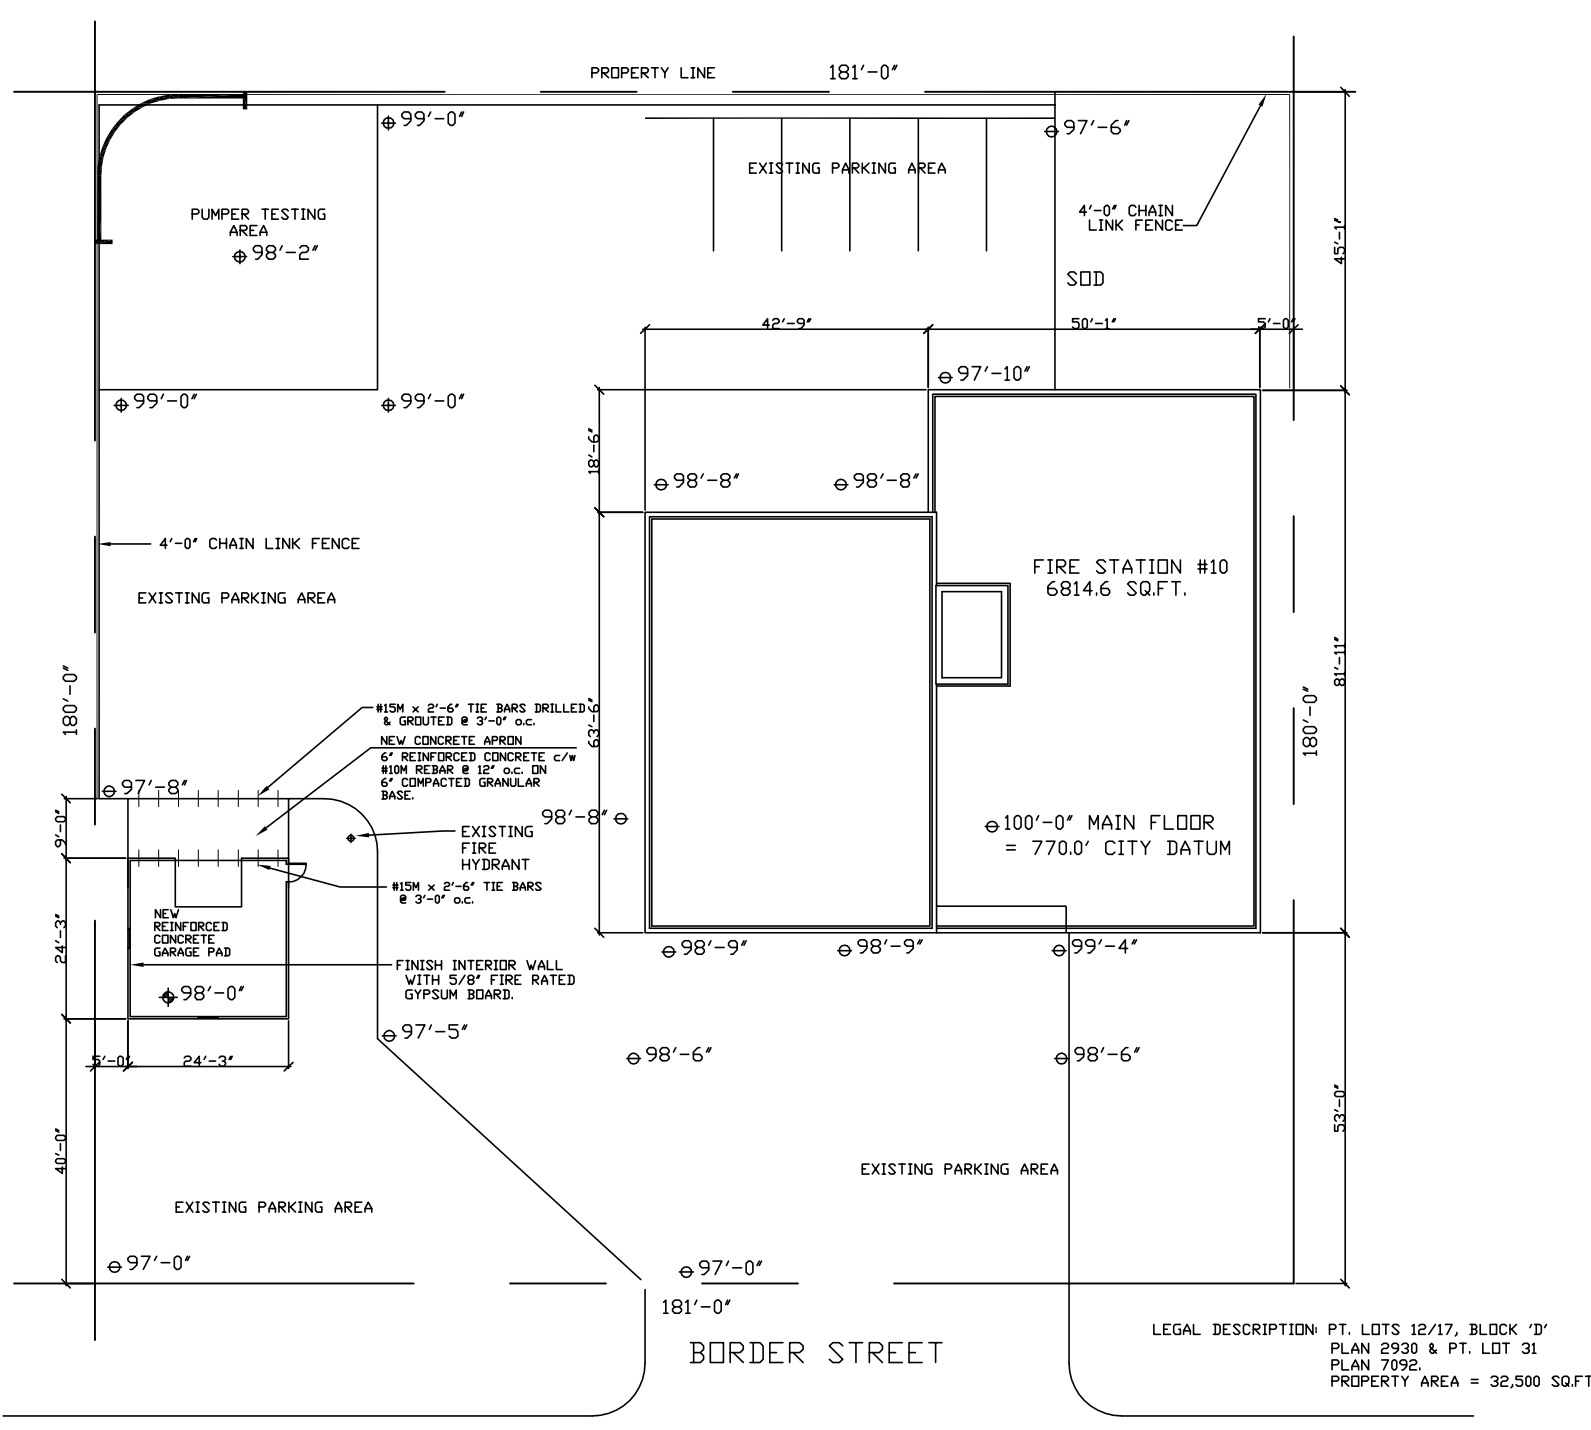 PROPERTY LINE
181'-0"
99'-0"
97'-6"
EXISTING PARKING AREA
PUMPER TESTING
AREA
98'-2"
4'-0" CHAIN
LINK FENCE
45'-1"
SOD
42'-9"
50'-1"
5'-0"
97'-10"
99'-0"
99'-0"
18'-6"
98'-8"
98'-8"
4'-0" CHAIN LINK FENCE
EXISTING PARKING AREA
FIRE STATION #10
6814.6 SQ.FT.
180'-0"
81'-11"
180'-0"
63'-6"
#15M x 2'-6" TIE BARS DRILLED
& GROUTED @ 3'-0" o.c.
NEW CONCRETE APRON
6" REINFORCED CONCRETE c/w
#10M REBAR @ 12" o.c. ON
6" COMPACTED GRANULAR
BASE.
97'-8"
9'-0"
98'-8"
EXISTING
FIRE
HYDRANT
100'-0" MAIN FLOOR
= 770.0' CITY DATUM
#15M x 2'-6" TIE BARS
@ 3'-0" o.c.
NEW
REINFORCED
CONCRETE
GARAGE PAD
24'-3"
98'-9"
98'-9"
99'-4"
FINISH INTERIOR WALL
WITH 5/8" FIRE RATED
GYPSUM BOARD.
98'-0"
97'-5"
98'-6"
98'-6"
5'-0"
24'-3"
40'-0"
53'-0"
EXISTING PARKING AREA
EXISTING PARKING AREA
97'-0"
97'-0"
181'-0"
BORDER STREET
LEGAL DESCRIPTION: PT. LOTS 12/17, BLOCK 'D'
PLAN 2930 & PT. LOT 31
PLAN 7092.
PROPERTY AREA = 32,500 SQ.FT